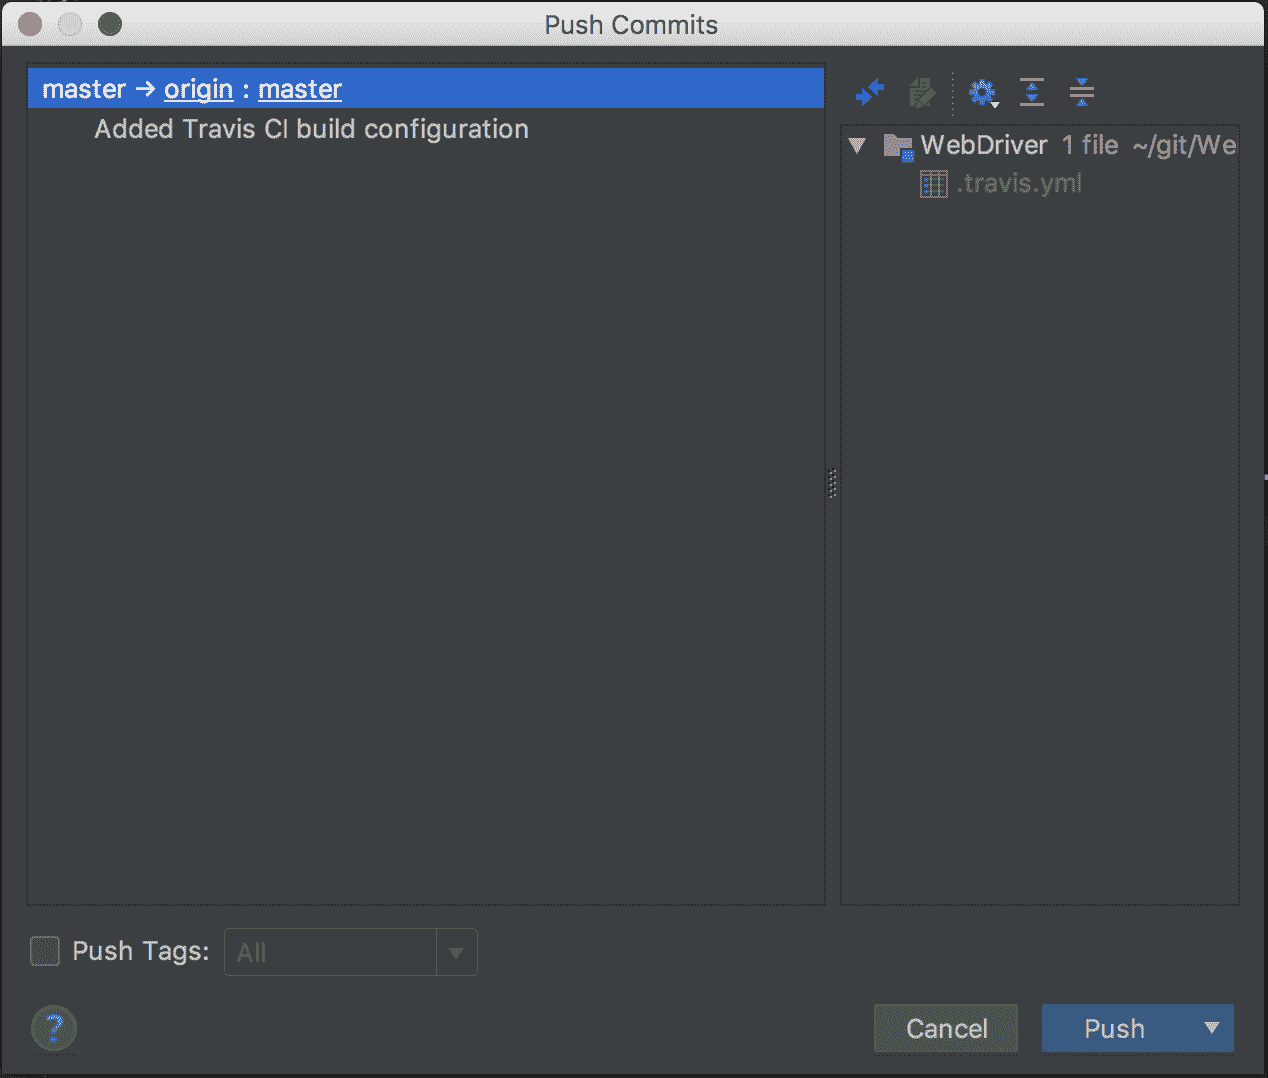 Push Commits
master → origin : master
Added Travis CI build configuration
WebDriver 1 file ~/git/We
.travis.yml
Push Tags: All
?
Cancel Push